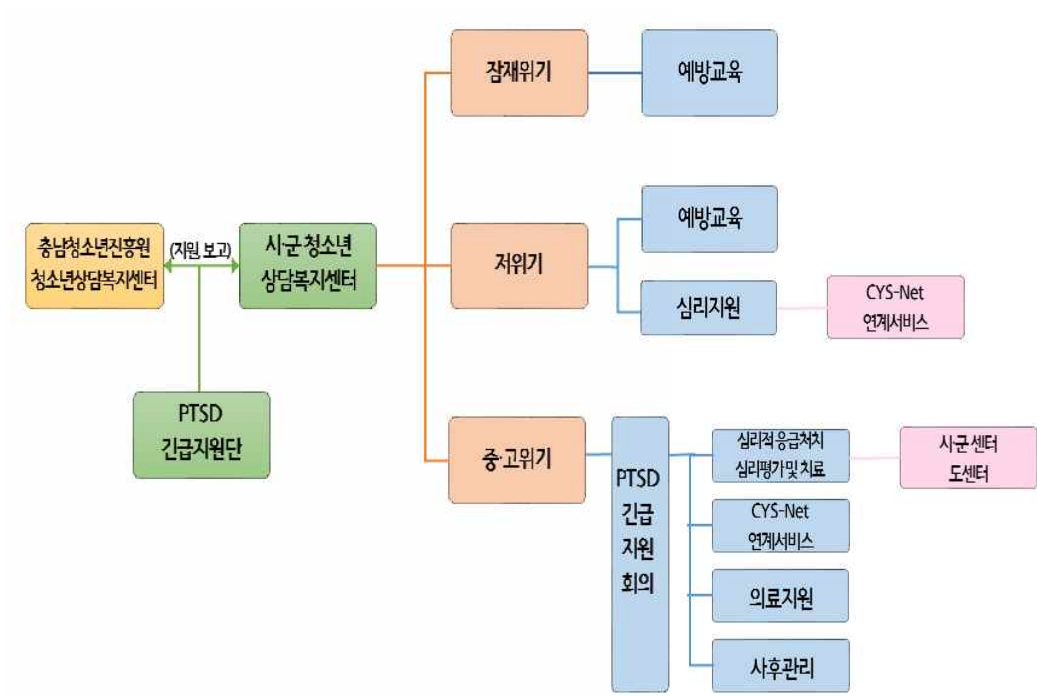 잠재위기
예방교육
충남청소년진흥원
청소년상담복지센터
(지원, 보고)
시·군 청소년
상담복지센터
저위기
예방교육
심리지원
CYS-Net
연계서비스
PTSD
긴급지원단
중·고위기
PTSD
긴급
지원
회의
심리적 응급처치
심리평가 및 치료
시·군 센터
도센터
CYS-Net
연계서비스
의료지원
사후관리